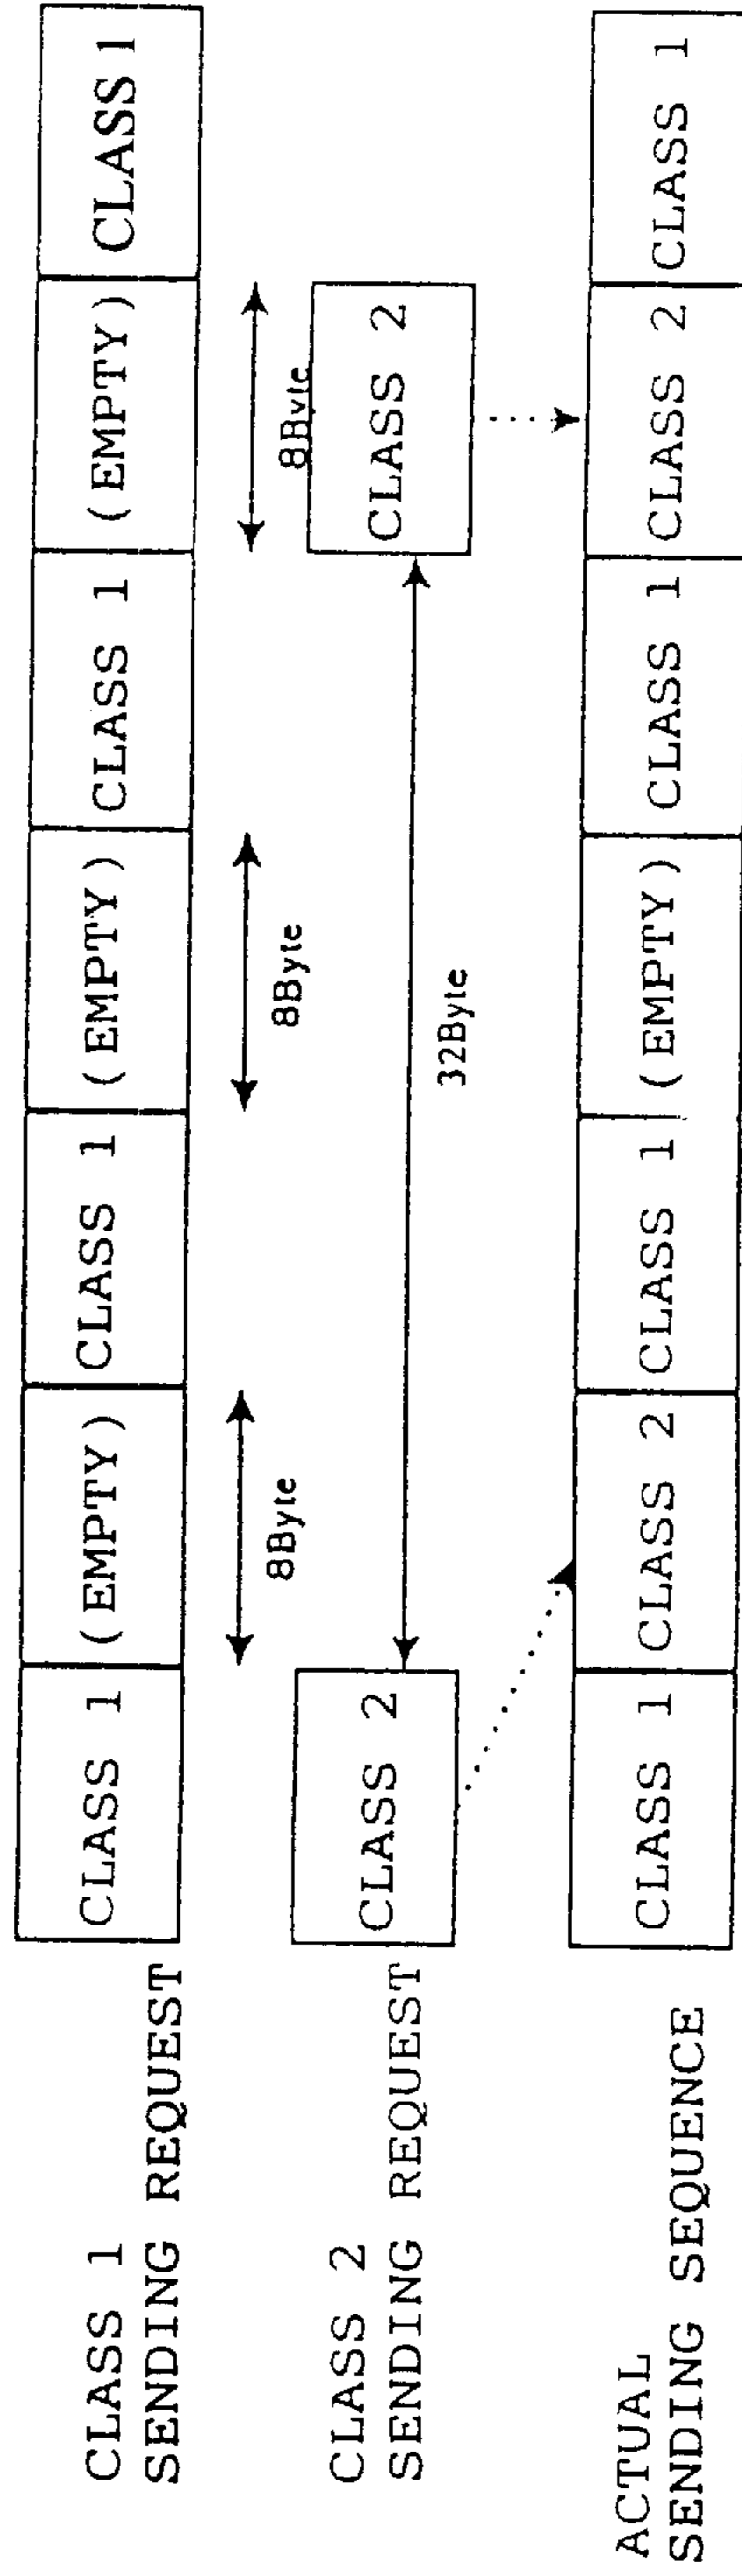 CLASS 1
SENDING REQUEST
CLASS 1
(EMPTY)
CLASS 1
(EMPTY)
CLASS 1
(EMPTY)
CLASS 1
8Byte
8Byte
8Byte
CLASS 2
SENDING REQUEST
CLASS 2
32Byte
CLASS 2
ACTUAL
SENDING SEQUENCE
CLASS 1
CLASS 2
CLASS 1
(EMPTY)
CLASS 1
CLASS 2
CLASS 1